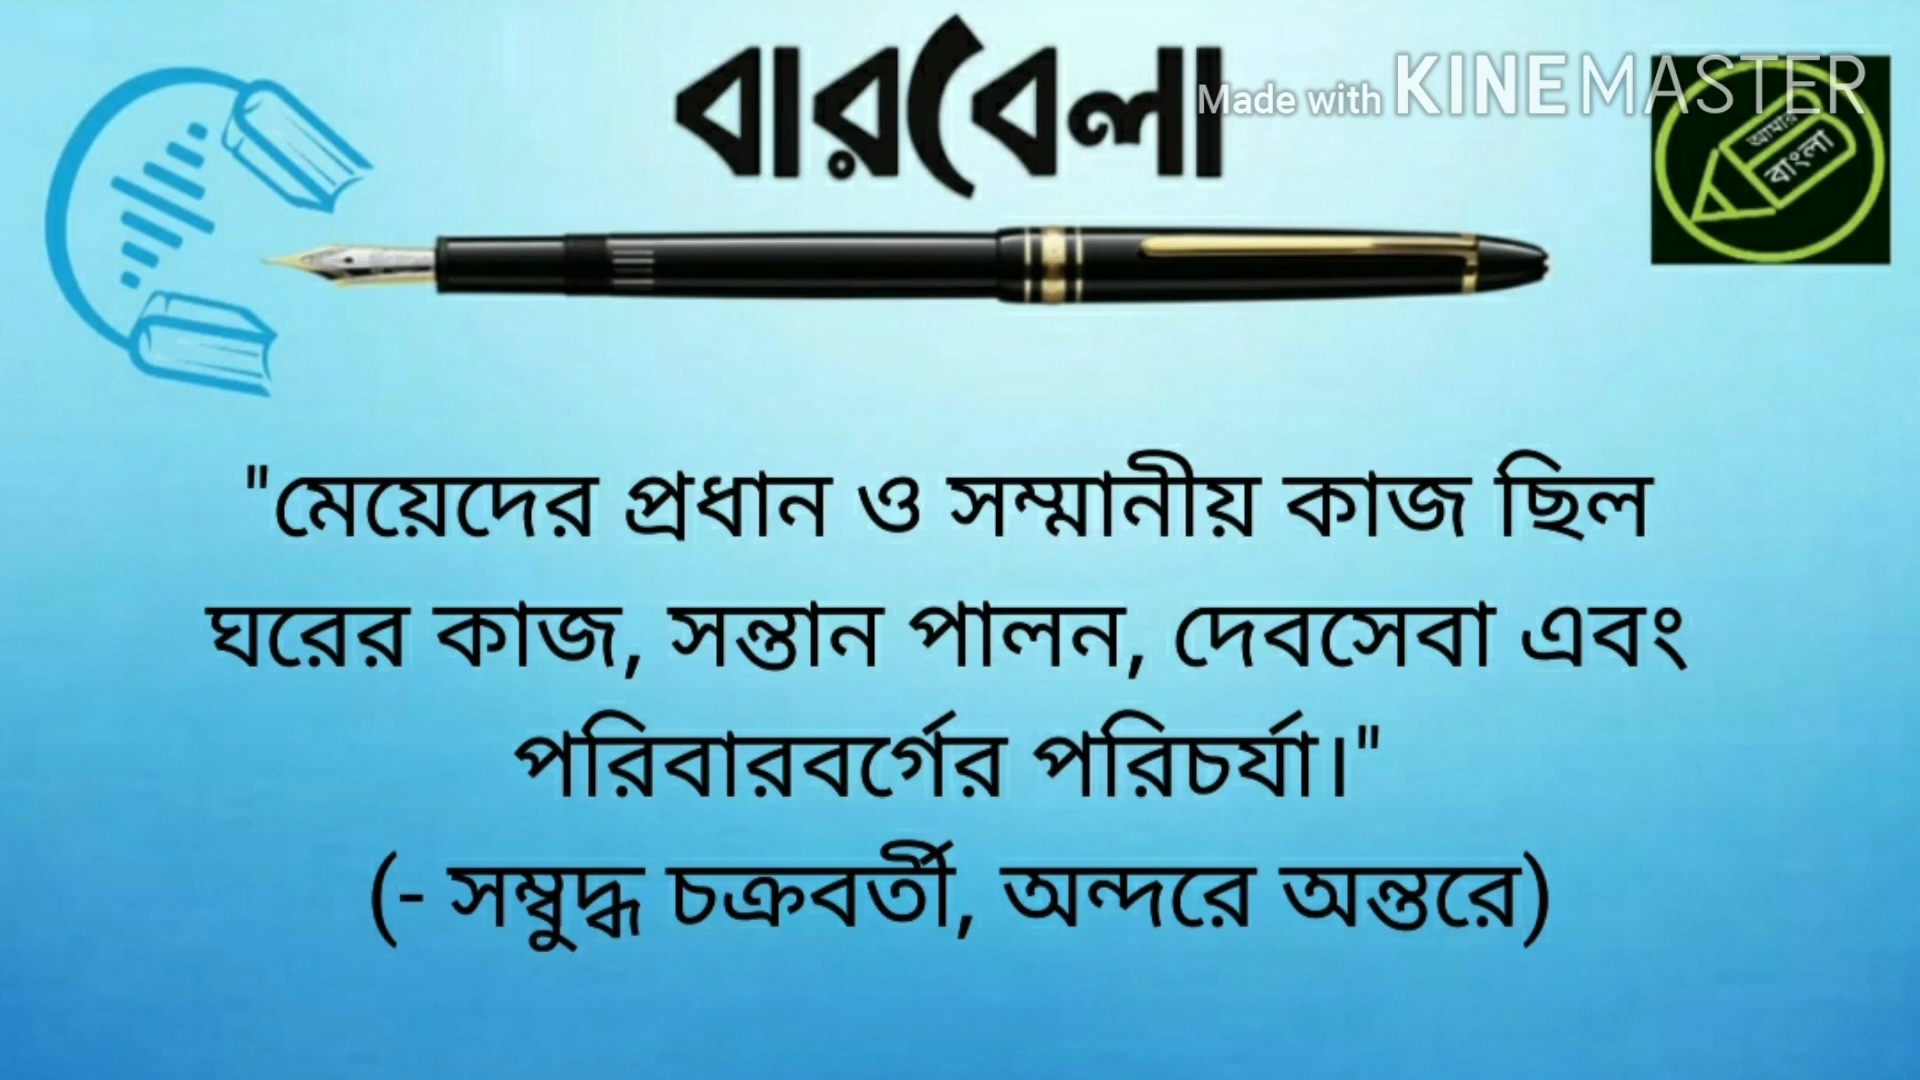 বারবেলা
Made with KINEMASTER
আমার
বাংলা
"মেয়েদের প্রধান ও সম্মানীয় কাজ ছিল
ঘরের কাজ, সন্তান পালন, দেবসেবা এবং
পরিবারবর্গের পরিচর্যা।"
(- সম্বুদ্ধ চক্রবর্তী, অন্দরে অন্তরে)